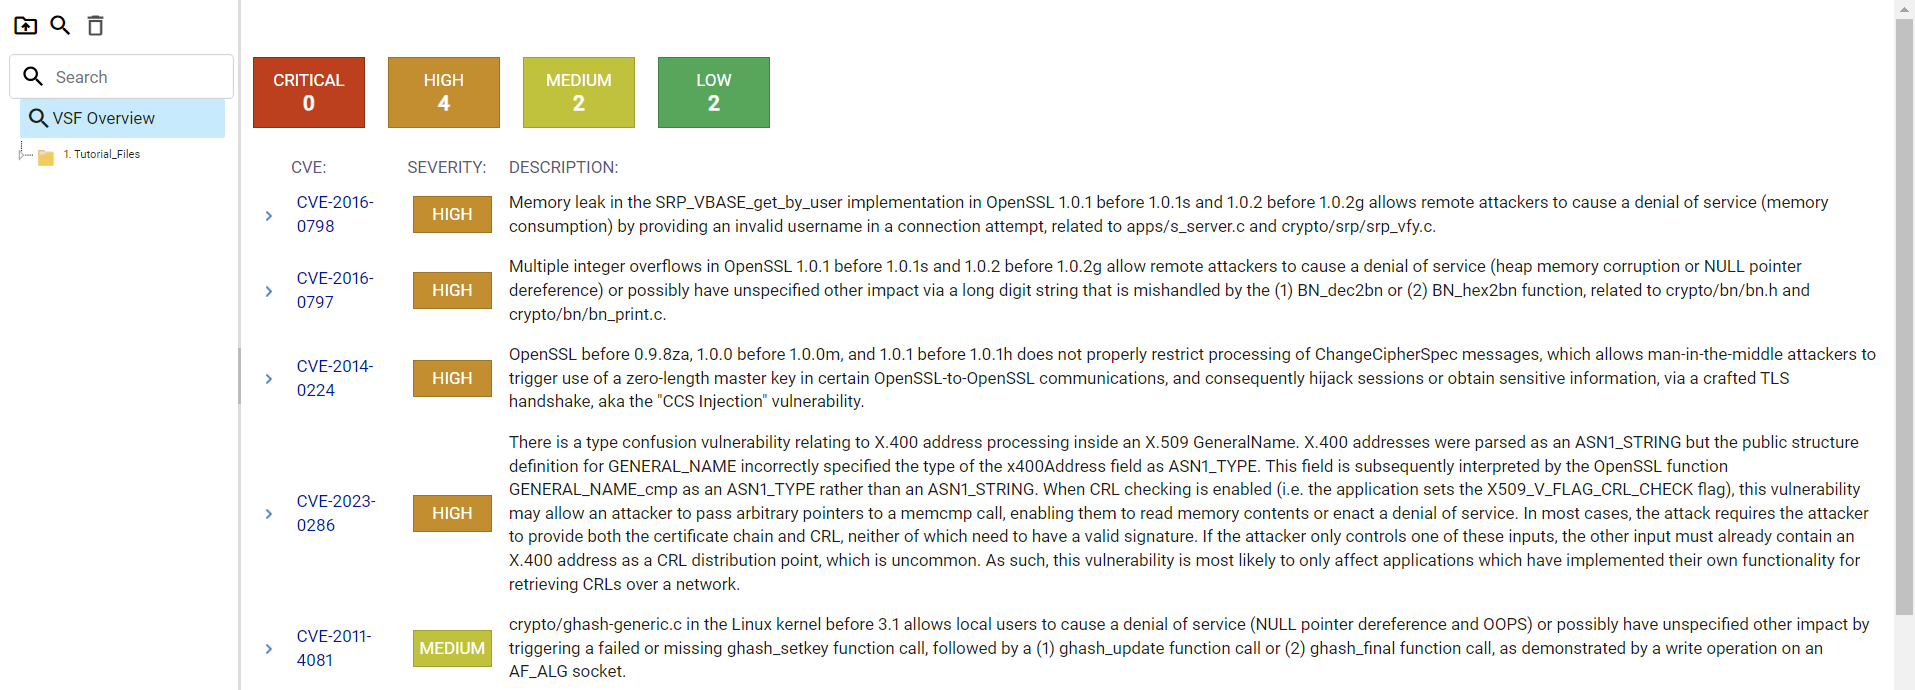 Search
VSF Overview
1. Tutorial_Files
CRITICAL
0
HIGH
4
MEDIUM
2
LOW
2
CVE: SEVERITY: DESCRIPTION:
CVE-2016-
0798
HIGH
Memory leak in the SRP_VBASE_get_by_user implementation in OpenSSL 1.0.1 before 1.0.1s and 1.0.2 before 1.0.2g allows remote attackers to cause a denial of service (memory
consumption) by providing an invalid username in a connection attempt, related to apps/s_server.c and crypto/srp/srp_vfy.c.
CVE-2016-
0797
HIGH
Multiple integer overflows in OpenSSL 1.0.1 before 1.0.1s and 1.0.2 before 1.0.2g allow remote attackers to cause a denial of service (heap memory corruption or NULL pointer
dereference) or possibly have unspecified other impact via a long digit string that is mishandled by the (1) BN_dec2bn or (2) BN_hex2bn function, related to crypto/bn/bn.h and
crypto/bn/bn_print.c.
CVE-2014-
0224
HIGH
OpenSSL before 0.9.8za, 1.0.0 before 1.0.0m, and 1.0.1 before 1.0.1h does not properly restrict processing of ChangeCipherSpec messages, which allows man-in-the-middle attackers to
trigger use of a zero-length master key in certain OpenSSL-to-OpenSSL communications, and consequently hijack sessions or obtain sensitive information, via a crafted TLS
handshake, aka the "CCS Injection" vulnerability.
CVE-2023-
0286
HIGH
There is a type confusion vulnerability relating to X.400 address processing inside an X.509 GeneralName. X.400 addresses were parsed as an ASN1_STRING but the public structure
definition for GENERAL_NAME incorrectly specified the type of the x400Address field as ASN1_TYPE. This field is subsequently interpreted by the OpenSSL function
GENERAL_NAME_cmp as an ASN1_TYPE rather than an ASN1_STRING. When CRL checking is enabled (i.e. the application sets the X509_V_FLAG_CRL_CHECK flag), this vulnerability
may allow an attacker to pass arbitrary pointers to a memcmp call, enabling them to read memory contents or enact a denial of service. In most cases, the attack requires the attacker
to provide both the certificate chain and CRL, neither of which need to have a valid signature. If the attacker only controls one of these inputs, the other input must already contain an
X.400 address as a CRL distribution point, which is uncommon. As such, this vulnerability is most likely to only affect applications which have implemented their own functionality for
retrieving CRLs over a network.
CVE-2011-
4081
MEDIUM
crypto/ghash-generic.c in the Linux kernel before 3.1 allows local users to cause a denial of service (NULL pointer dereference and OOPS) or possibly have unspecified other impact by
triggering a failed or missing ghash_setkey function call, followed by a (1) ghash_update function call or (2) ghash_final function call, as demonstrated by a write operation on an
AF_ALG socket.